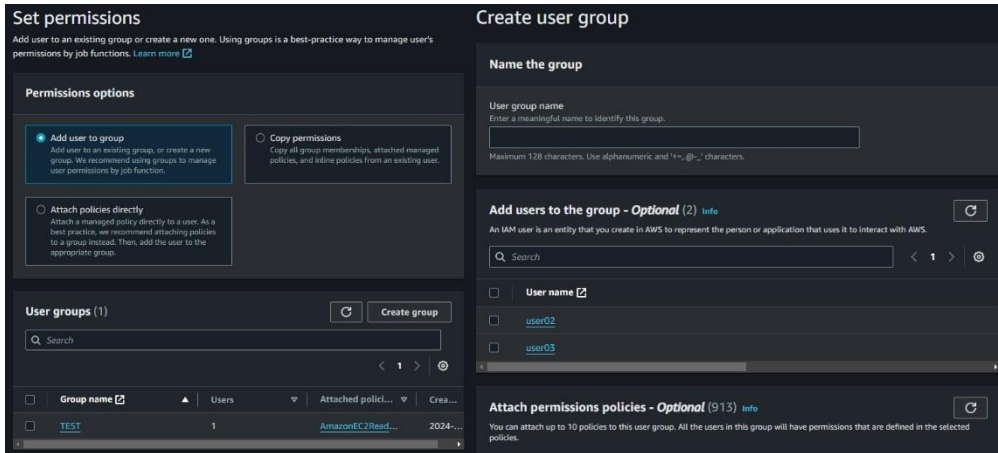 Set permissions
Add user to an existing group or create a new one. Using groups is a best-practice way to manage user's
permissions by job functions. Learn more
Permissions options
Add user to group
Add user to an existing group, or create a new
group. We recommend using groups to manage
user permissions by job function.
Copy permissions
Copy all group memberships, attached managed
policies, and inline policies from an existing user.
Attach policies directly
Attach a managed policy directly to a user. As a
best practice, we recommend attaching policies
to a group instead. Then, add the user to the
appropriate group.
User groups (1)
Create group
Search
1
Group name Users Attached polici... Crea...
TEST 1 AmazonEC2Read... 2024-...
Create user group
Name the group
User group name
Enter a meaningful name to identify this group.
Maximum 128 characters. Use alphanumeric and '+=,.@-_' characters.
Add users to the group - Optional (2) Info
An IAM user is an entity that you create in AWS to represent the person or application that uses it to interact with AWS.
Search
1
User name
user02
user03
Attach permissions policies - Optional (913) Info
You can attach up to 10 policies to this user group. All the users in this group will have permissions that are defined in the selected
policies.